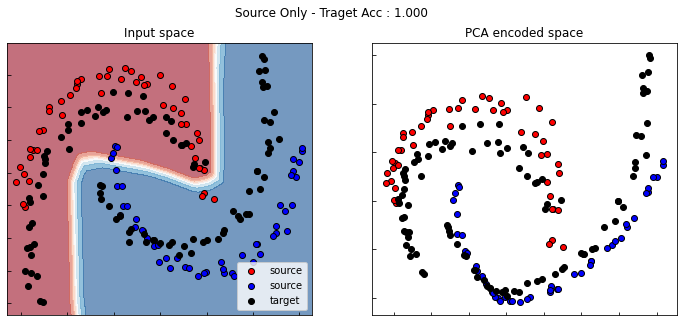 Source Only - Traget Acc : 1.000
Input space
PCA encoded space
source
source
target